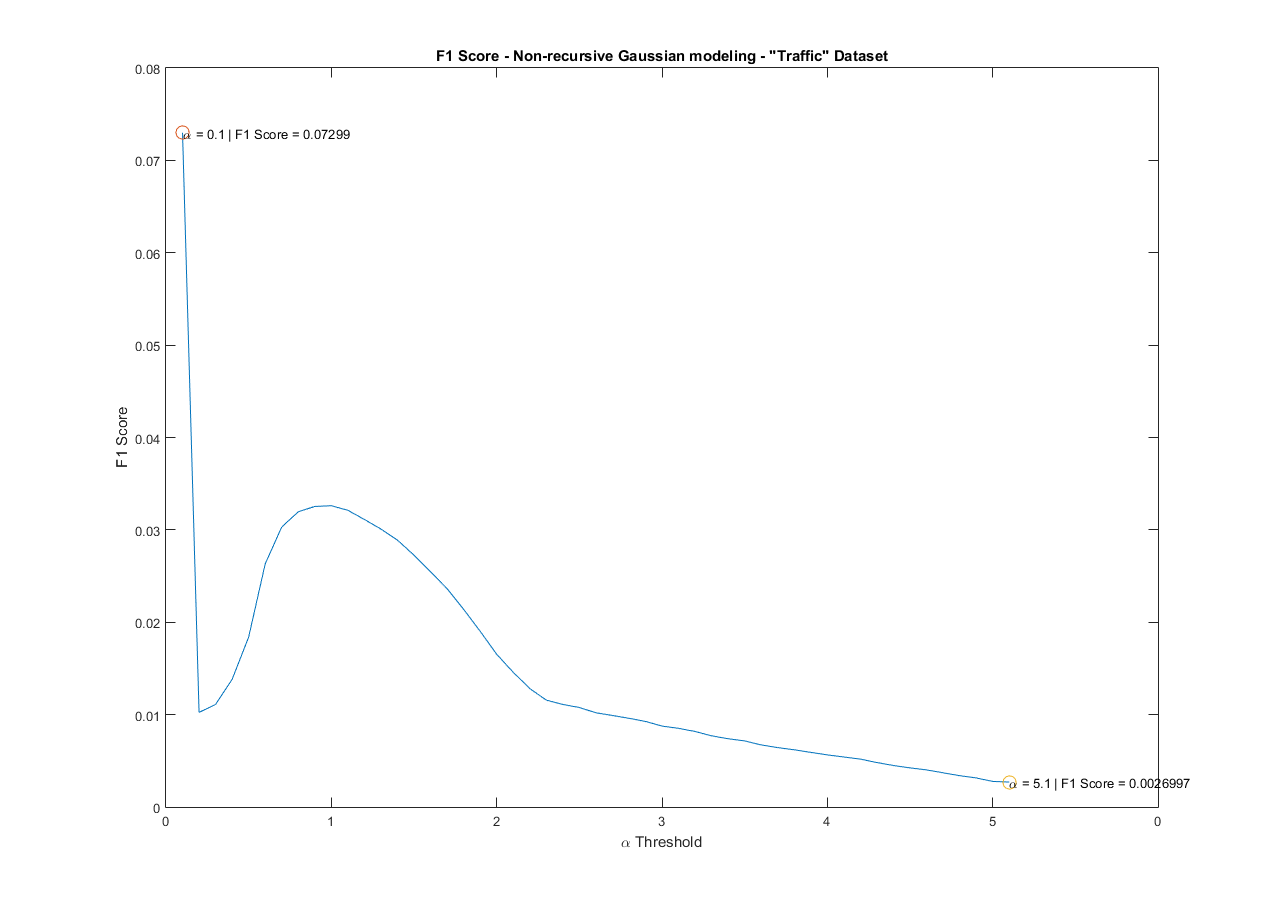 F1 Score - Non-recursive Gaussian modeling - "Traffic" Dataset
0.08
α = 0.1 | F1 Score = 0.07299
0.07
0.06
0.05
0.04
F1 Score
0.03
0.02
0.01
α = 5.1 | F1 Score = 0.0026997
0
0 1 2 3 4 5 0
α Threshold